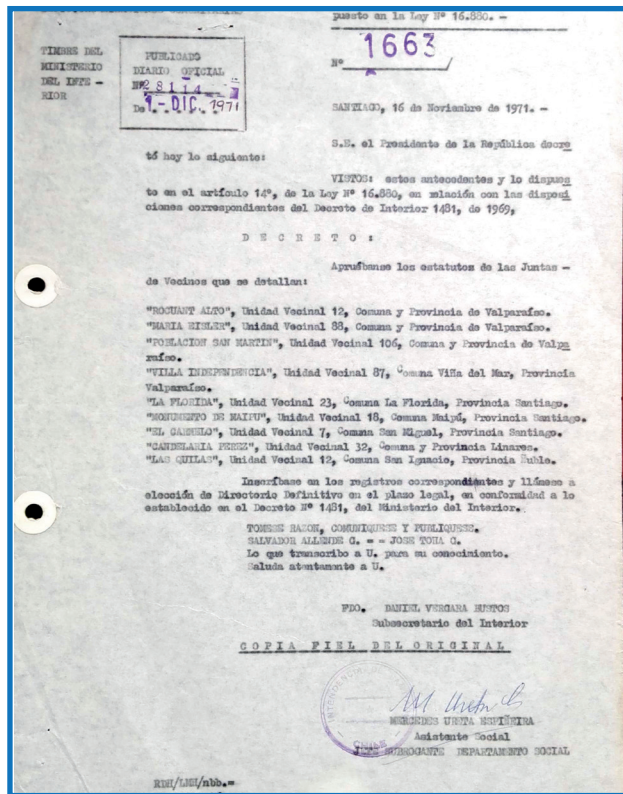 puesto en la Ley Nº 16.880. -
TIMBRE DEL
MINISTERIO
DEL INTE -
RIOR
PUBLICADO
DIARIO OFICIAL
Nº 28114
De 1 - DIC. 1971
Nº 1663
SANTIAGO, 16 de Noviembre de 1971. -
S.E. el Presidente de la República decre
tó hoy lo siguiente:
VISTOS: estos antecedentes y lo dispues
to en el artículo 14º, de la Ley Nº 16.880, en relación con las disposi
ciones correspondientes del Decreto de Interior 1481, de 1969,
D E C R E T O :
Apruébanse los estatutos de las Juntas -
de Vecinos que se detallan:
"ROCUANT ALTO", Unidad Vecinal 12, Comuna y Provincia de Valparaíso.
"MARIA EISLER", Unidad Vecinal 88, Comuna y Provincia de Valparaíso.
"POBLACION SAN MARTIN", Unidad Vecinal 106, Comuna y Provincia de Valpa
raíso.
"VILLA INDEPENDENCIA", Unidad Vecinal 87, Comuna Viña del Mar, Provincia
Valparaíso.
"LA FLORIDA", Unidad Vecinal 23, Comuna La Florida, Provincia Santiago.
"MONUMENTO DE MAIPU", Unidad Vecinal 18, Comuna Maipú, Provincia Santiago.
"EL CAÑUELO", Unidad Vecinal 7, Comuna San Miguel, Provincia Santiago.
"CANDELARIA PEREZ", Unidad Vecinal 32, Comuna y Provincia Linares.
"LAS QUILAS", Unidad Vecinal 12, Comuna San Ignacio, Provincia Ñuble.
Inscríbase en los registros correspondientes y llámese a
elección de Directorio Definitivo en el plazo legal, en conformidad a lo
establecido en el Decreto Nº 1481, del Ministerio del Interior.
TOMESE RAZON, COMUNIQUESE Y PUBLIQUESE.
SALVADOR ALLENDE G. = = JOSE TOHA G.
Lo que transcribo a U. para su conocimiento.
Saluda atentamente a U.
FDO. DANIEL VERGARA BUSTOS
Subsecretario del Interior
COPIA FIEL DEL ORIGINAL
MERCEDES URETA ESPIÑEIRA
Asistente Social
JEFE SUBROGANTE DEPARTAMENTO SOCIAL
RDH/LMH/nbb.=